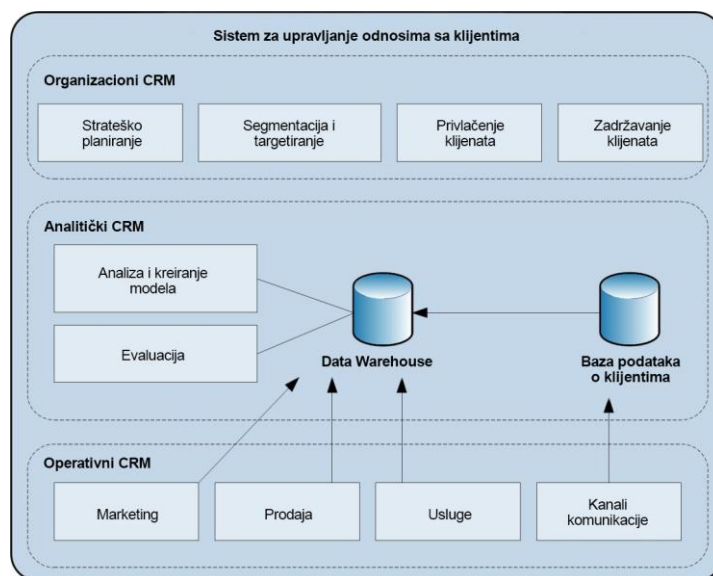 Sistem za upravljanje odnosima sa klijentima
Organizacioni CRM
Strateško
planiranje
Segmentacija i
targetiranje
Privlačenje
klijenata
Zadržavanje
klijenata
Analitički CRM
Analiza i kreiranje
modela
Evaluacija
Data Warehouse
Baza podataka
o klijentima
Operativni CRM
Marketing
Prodaja
Usluge
Kanali
komunikacije